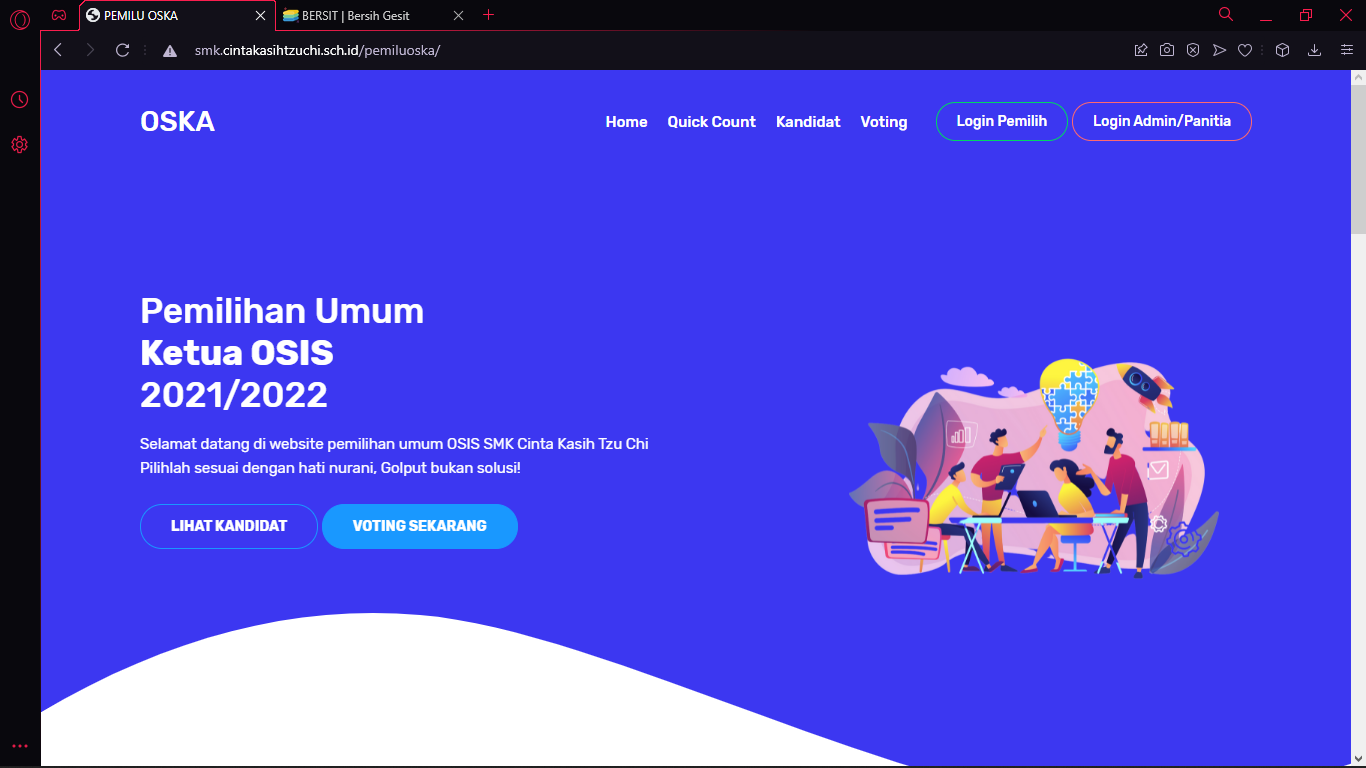 PEMILU OSKA
BERSIT | Bersih Gesit
smk.cintakasihtzuchi.sch.id/pemiluoska/
OSKA
Home
Quick Count
Kandidat
Voting
Login Pemilih
Login Admin/Panitia
Pemilihan Umum
Ketua OSIS
2021/2022
Selamat datang di website pemilihan umum OSIS SMK Cinta Kasih Tzu Chi
Pilihlah sesuai dengan hati nurani, Golput bukan solusi!
LIHAT KANDIDAT
VOTING SEKARANG